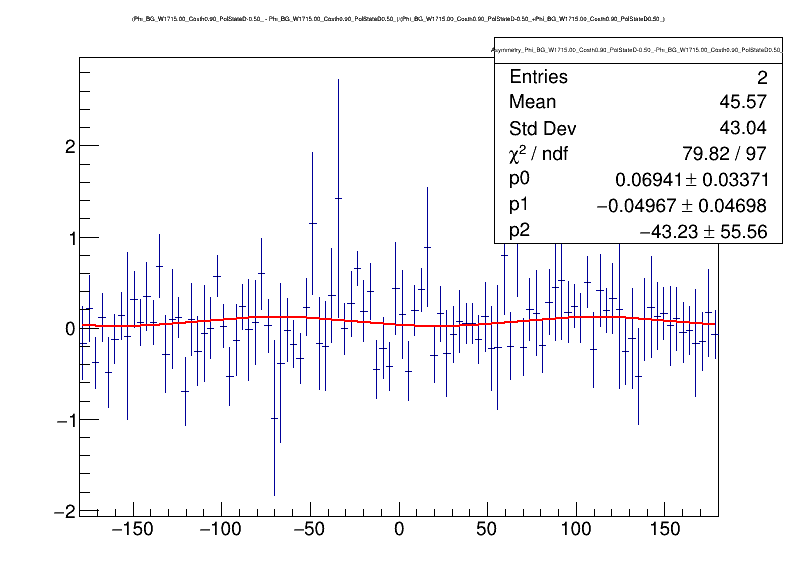 (Phi_BG_W1715.00_Costh0.90_PolStateD-0.50_- Phi_BG_W1715.00_Costh0.90_PolStateD0.50_)/(Phi_BG_W1715.00_Costh0.90_PolStateD-0.50_+Phi_BG_W1715.00_Costh0.90_PolStateD0.50_)
Asymmetry_Phi_BG_W1715.00_Costh0.90_PolStateD-0.50_-Phi_BG_W1715.00_Costh0.90_PolStateD0.50_
Entries 2
Mean 45.57
Std Dev 43.04
χ² / ndf 79.82 / 97
p0 0.06941 ± 0.03371
p1 −0.04967 ± 0.04698
p2 −43.23 ± 55.56
2
1
0
−1
−2
−150 −100 −50 0 50 100 150